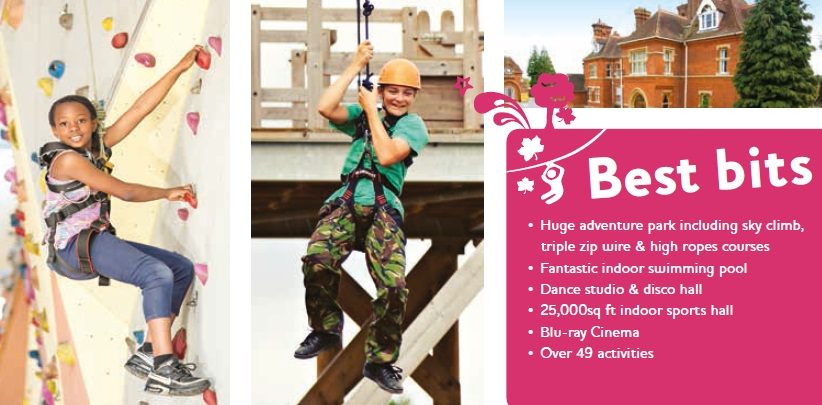 Best bits
• Huge adventure park including sky climb,
triple zip wire & high ropes courses
• Fantastic indoor swimming pool
• Dance studio & disco hall
• 25,000sq ft indoor sports hall
• Blu-ray Cinema
• Over 49 activities